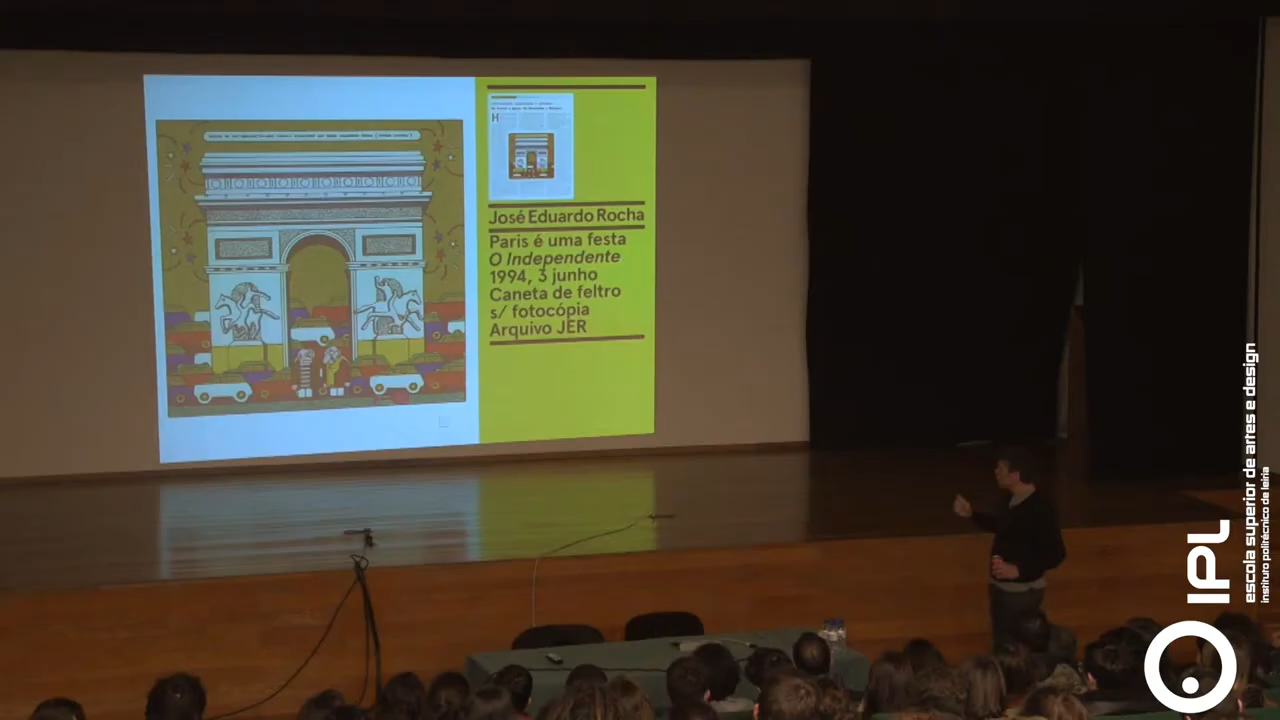 H
José Eduardo Rocha
Paris é uma festa
O Independente
1994, 3 junho
Caneta de feltro
s/ fotocópia
Arquivo JER
IPL
escola superior de artes e design
instituto politécnico de leiria